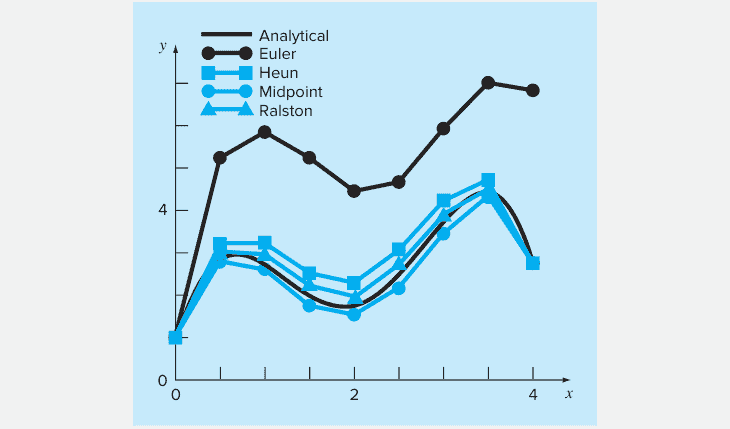 y
Analytical
Euler
Heun
Midpoint
Ralston
4
0
0 2 4 x